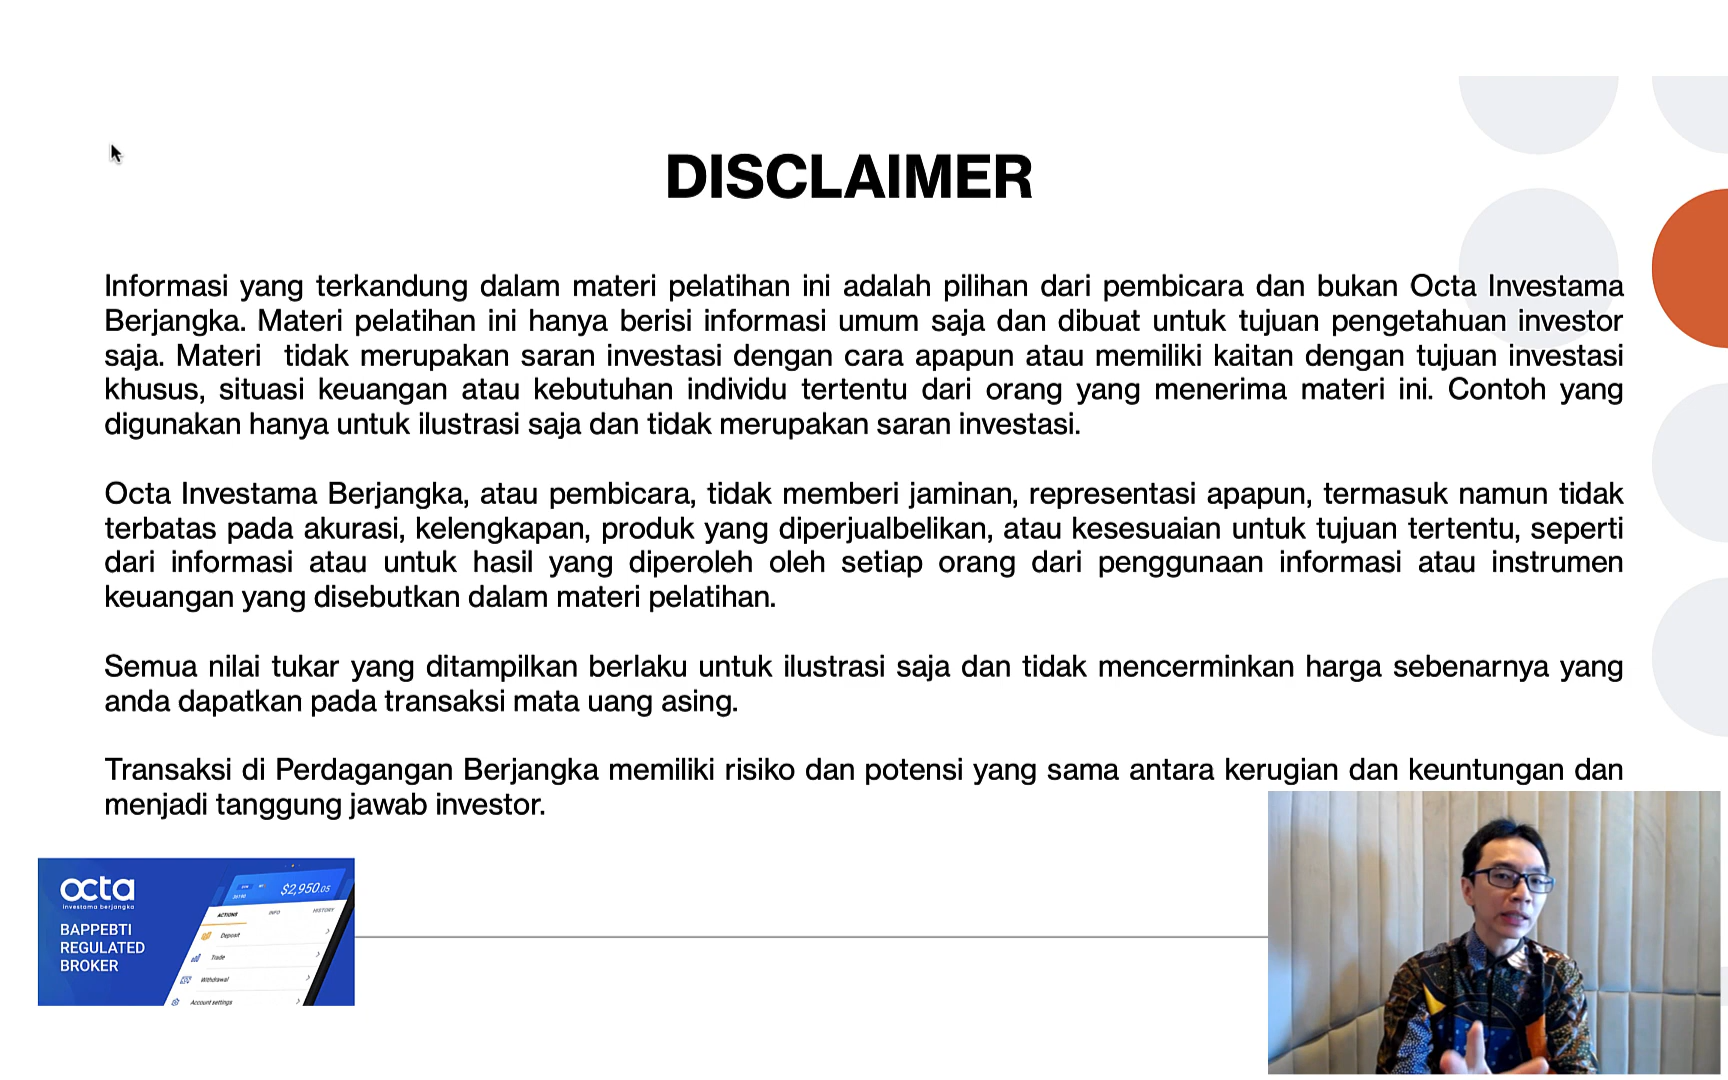 DISCLAIMER
Informasi yang terkandung dalam materi pelatihan ini adalah pilihan dari pembicara dan bukan Octa Investama
Berjangka. Materi pelatihan ini hanya berisi informasi umum saja dan dibuat untuk tujuan pengetahuan investor
saja. Materi tidak merupakan saran investasi dengan cara apapun atau memiliki kaitan dengan tujuan investasi
khusus, situasi keuangan atau kebutuhan individu tertentu dari orang yang menerima materi ini. Contoh yang
digunakan hanya untuk ilustrasi saja dan tidak merupakan saran investasi.
Octa Investama Berjangka, atau pembicara, tidak memberi jaminan, representasi apapun, termasuk namun tidak
terbatas pada akurasi, kelengkapan, produk yang diperjualbelikan, atau kesesuaian untuk tujuan tertentu, seperti
dari informasi atau untuk hasil yang diperoleh oleh setiap orang dari penggunaan informasi atau instrumen
keuangan yang disebutkan dalam materi pelatihan.
Semua nilai tukar yang ditampilkan berlaku untuk ilustrasi saja dan tidak mencerminkan harga sebenarnya yang
anda dapatkan pada transaksi mata uang asing.
Transaksi di Perdagangan Berjangka memiliki risiko dan potensi yang sama antara kerugian dan keuntungan dan
menjadi tanggung jawab investor.
octa
investama berjangka
BAPPEBTI
REGULATED
BROKER
$2,950.05
ACTIONS INFO HISTORY
Deposit
Trade
Withdrawal
Account settings